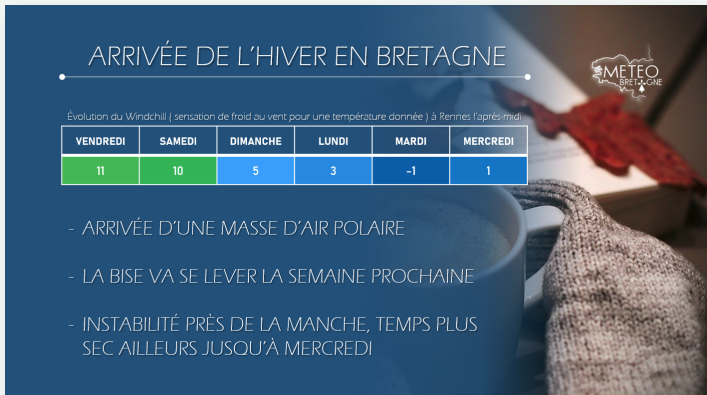 ARRIVÉE DE L'HIVER EN BRETAGNE
METEO
BRETAGNE
Évolution du Windchill ( sensation de froid au vent pour une température donnée ) à Rennes l'après-midi
VENDREDI SAMEDI DIMANCHE LUNDI MARDI MERCREDI
11 10 5 3 -1 1
- ARRIVÉE D'UNE MASSE D'AIR POLAIRE
- LA BISE VA SE LEVER LA SEMAINE PROCHAINE
- INSTABILITÉ PRÈS DE LA MANCHE, TEMPS PLUS
SEC AILLEURS JUSQU'À MERCREDI